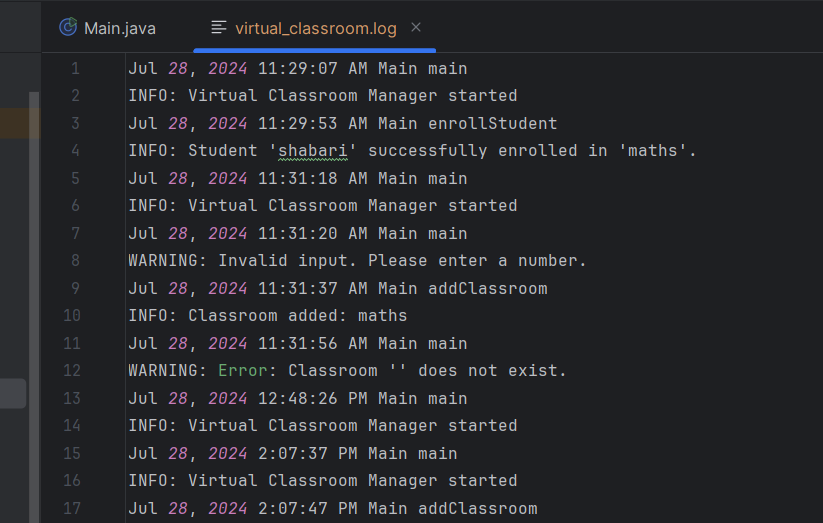 Main.java virtual_classroom.log
1 Jul 28, 2024 11:29:07 AM Main main
2 INFO: Virtual Classroom Manager started
3 Jul 28, 2024 11:29:53 AM Main enrollStudent
4 INFO: Student 'shabari' successfully enrolled in 'maths'.
5 Jul 28, 2024 11:31:18 AM Main main
6 INFO: Virtual Classroom Manager started
7 Jul 28, 2024 11:31:20 AM Main main
8 WARNING: Invalid input. Please enter a number.
9 Jul 28, 2024 11:31:37 AM Main addClassroom
10 INFO: Classroom added: maths
11 Jul 28, 2024 11:31:56 AM Main main
12 WARNING: Error: Classroom '' does not exist.
13 Jul 28, 2024 12:48:26 PM Main main
14 INFO: Virtual Classroom Manager started
15 Jul 28, 2024 2:07:37 PM Main main
16 INFO: Virtual Classroom Manager started
17 Jul 28, 2024 2:07:47 PM Main addClassroom